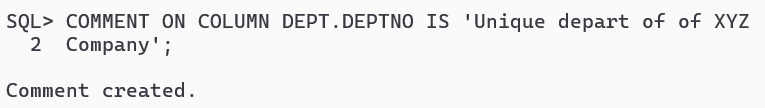 SQL> COMMENT ON COLUMN DEPT.DEPTNO IS 'Unique depart of of XYZ
  2  Company';
Comment created.